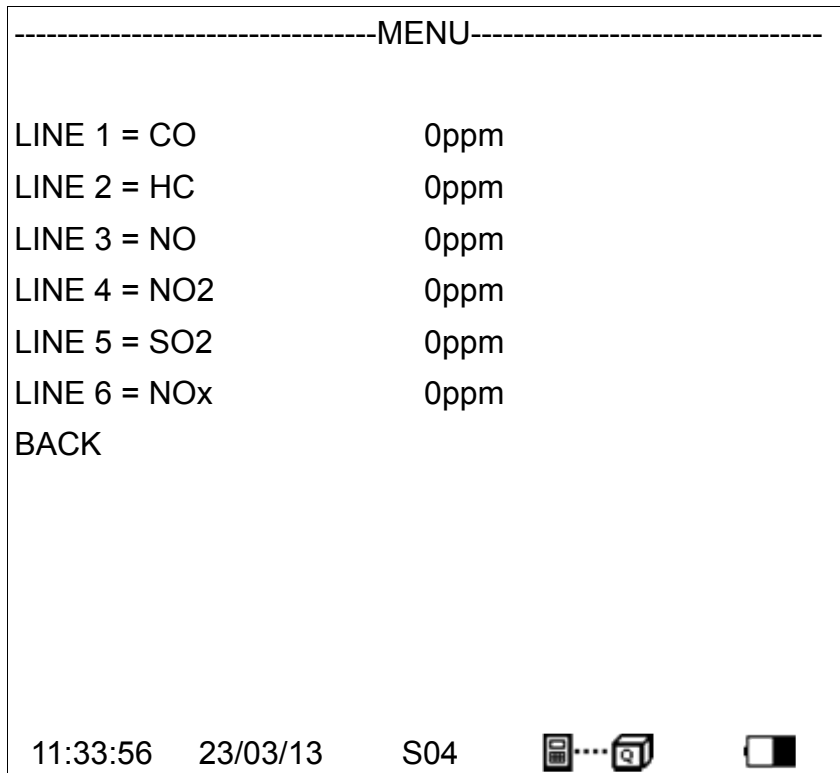 ----------------------------------MENU---------------------------------
LINE 1 = CO 0ppm
LINE 2 = HC 0ppm
LINE 3 = NO 0ppm
LINE 4 = NO2 0ppm
LINE 5 = SO2 0ppm
LINE 6 = NOx 0ppm
BACK
11:33:56 23/03/13 S04 Q